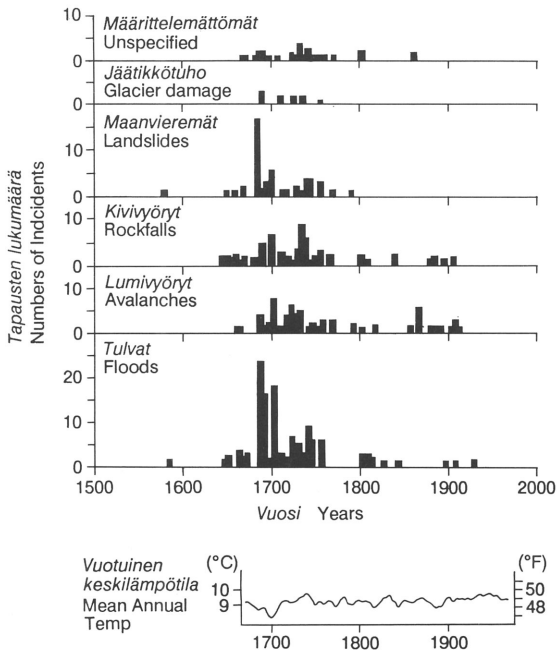 Tapausten lukumäärä
Numbers of Indcidents
10
0
Määrittelemättömät
Unspecified
0
Jäätikkötuho
Glacier damage
10
0
Maanvieremät
Landslides
10
0
Kivivyöryt
Rockfalls
10
0
Lumivyöryt
Avalanches
20
10
0
Tulvat
Floods
1500
1600
1700
1800
1900
2000
Vuosi Years
Vuotuinen
keskilämpötila
Mean Annual
Temp
(°C)
10
9
(°F)
50
48
1700
1800
1900